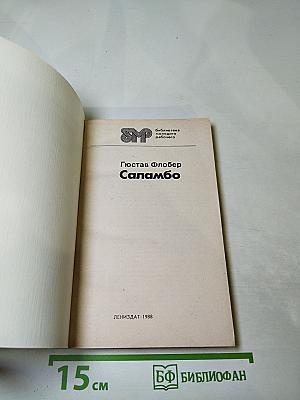 БМР
Библиотека
молодого
рабочего
Гюстав Флобер
Саламбо
ЛЕНИЗДАТ·1988
15 см
БФ БИБЛИОФАН